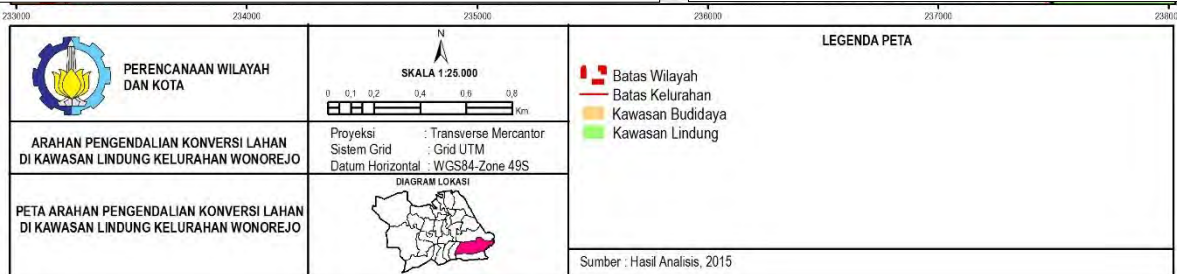 233000 234000 235000 236000 237000 23800
PERENCANAAN WILAYAH
DAN KOTA
N
SKALA 1:25.000
0 0,1 0,2 0,4 0,6 0,8
Km
ARAHAN PENGENDALIAN KONVERSI LAHAN
DI KAWASAN LINDUNG KELURAHAN WONOREJO
Proyeksi : Transverse Mercantor
Sistem Grid : Grid UTM
Datum Horizontal : WGS84-Zone 49S
PETA ARAHAN PENGENDALIAN KONVERSI LAHAN
DI KAWASAN LINDUNG KELURAHAN WONOREJO
DIAGRAM LOKASI
LEGENDA PETA
Batas Wilayah
Batas Kelurahan
Kawasan Budidaya
Kawasan Lindung
Sumber : Hasil Analisis, 2015